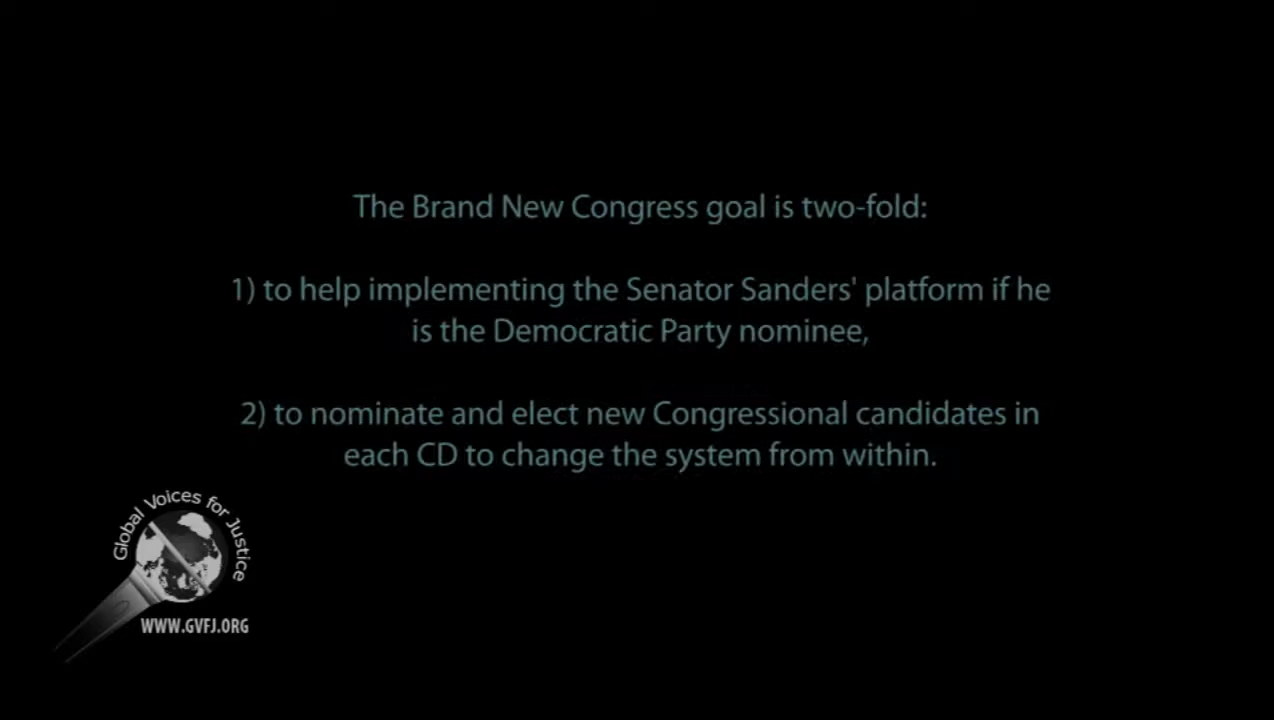 The Brand New Congress goal is two-fold:
1) to help implementing the Senator Sanders' platform if he
is the Democratic Party nominee,
2) to nominate and elect new Congressional candidates in
each CD to change the system from within.
Global Voices for Justice
WWW.GVFJ.ORG